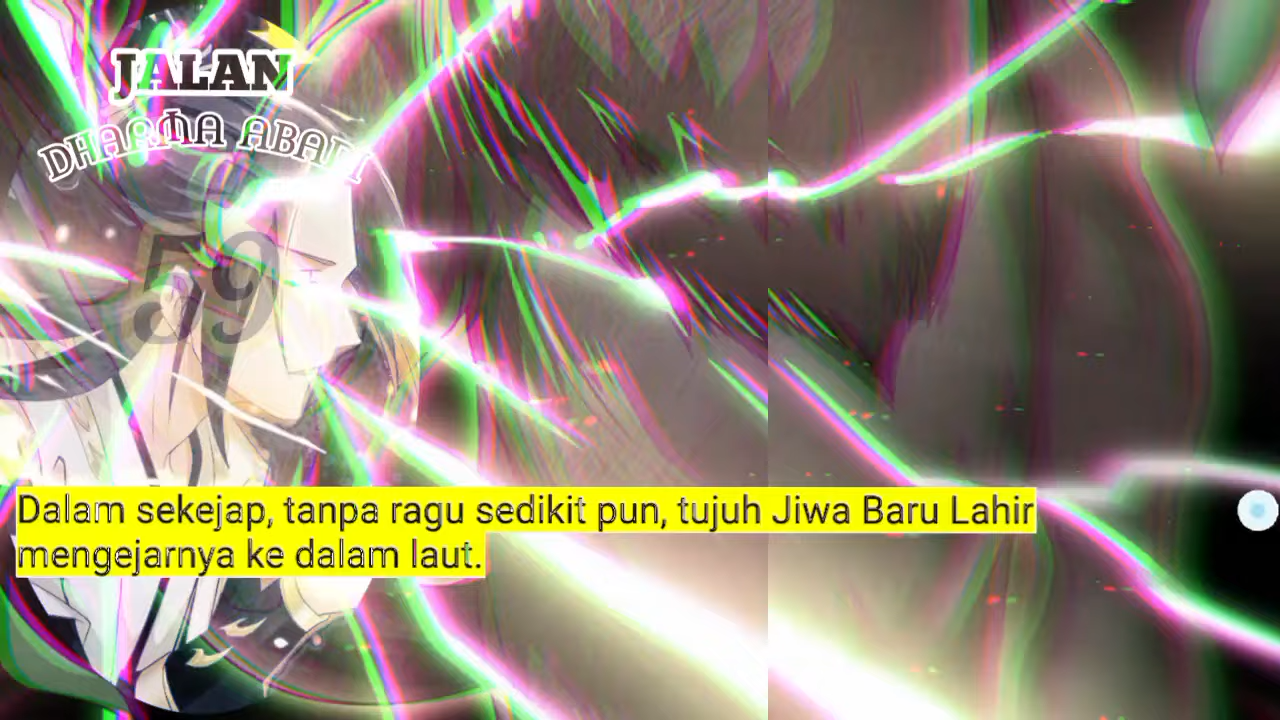 JALAN
DHARMA ABADI
59
Dalam sekejap, tanpa ragu sedikit pun, tujuh Jiwa Baru Lahir
mengejarnya ke dalam laut.